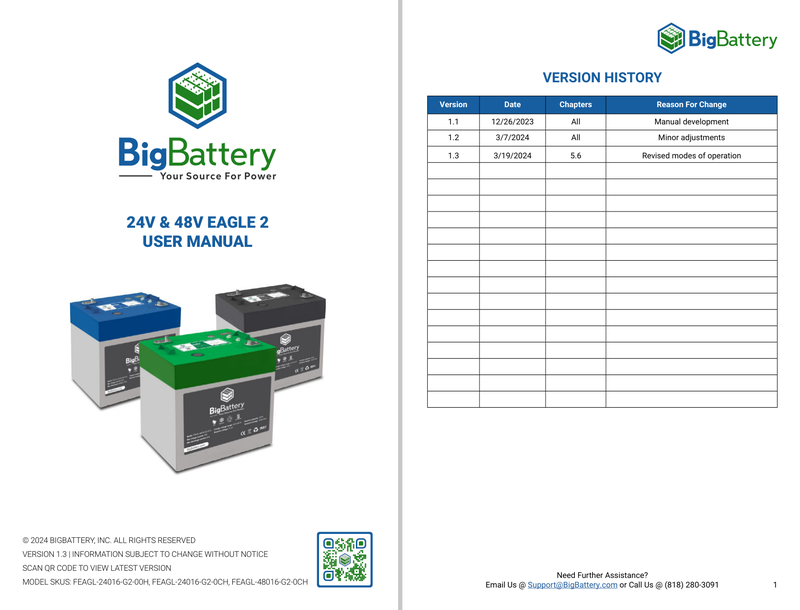 BigBattery
Your Source For Power
24V & 48V EAGLE 2
USER MANUAL
BigBattery
BigBattery
BigBattery
© 2024 BIGBATTERY, INC. ALL RIGHTS RESERVED
VERSION 1.3 | INFORMATION SUBJECT TO CHANGE WITHOUT NOTICE
SCAN QR CODE TO VIEW LATEST VERSION
MODEL SKUS: FEAGL-24016-G2-00H, FEAGL-24016-G2-0CH, FEAGL-48016-G2-0CH
BigBattery
VERSION HISTORY
Version Date Chapters Reason For Change
1.1 12/26/2023 All Manual development
1.2 3/7/2024 All Minor adjustments
1.3 3/19/2024 5.6 Revised modes of operation
Need Further Assistance?
Email Us @ Support@BigBattery.com or Call Us @ (818) 280-3091
1